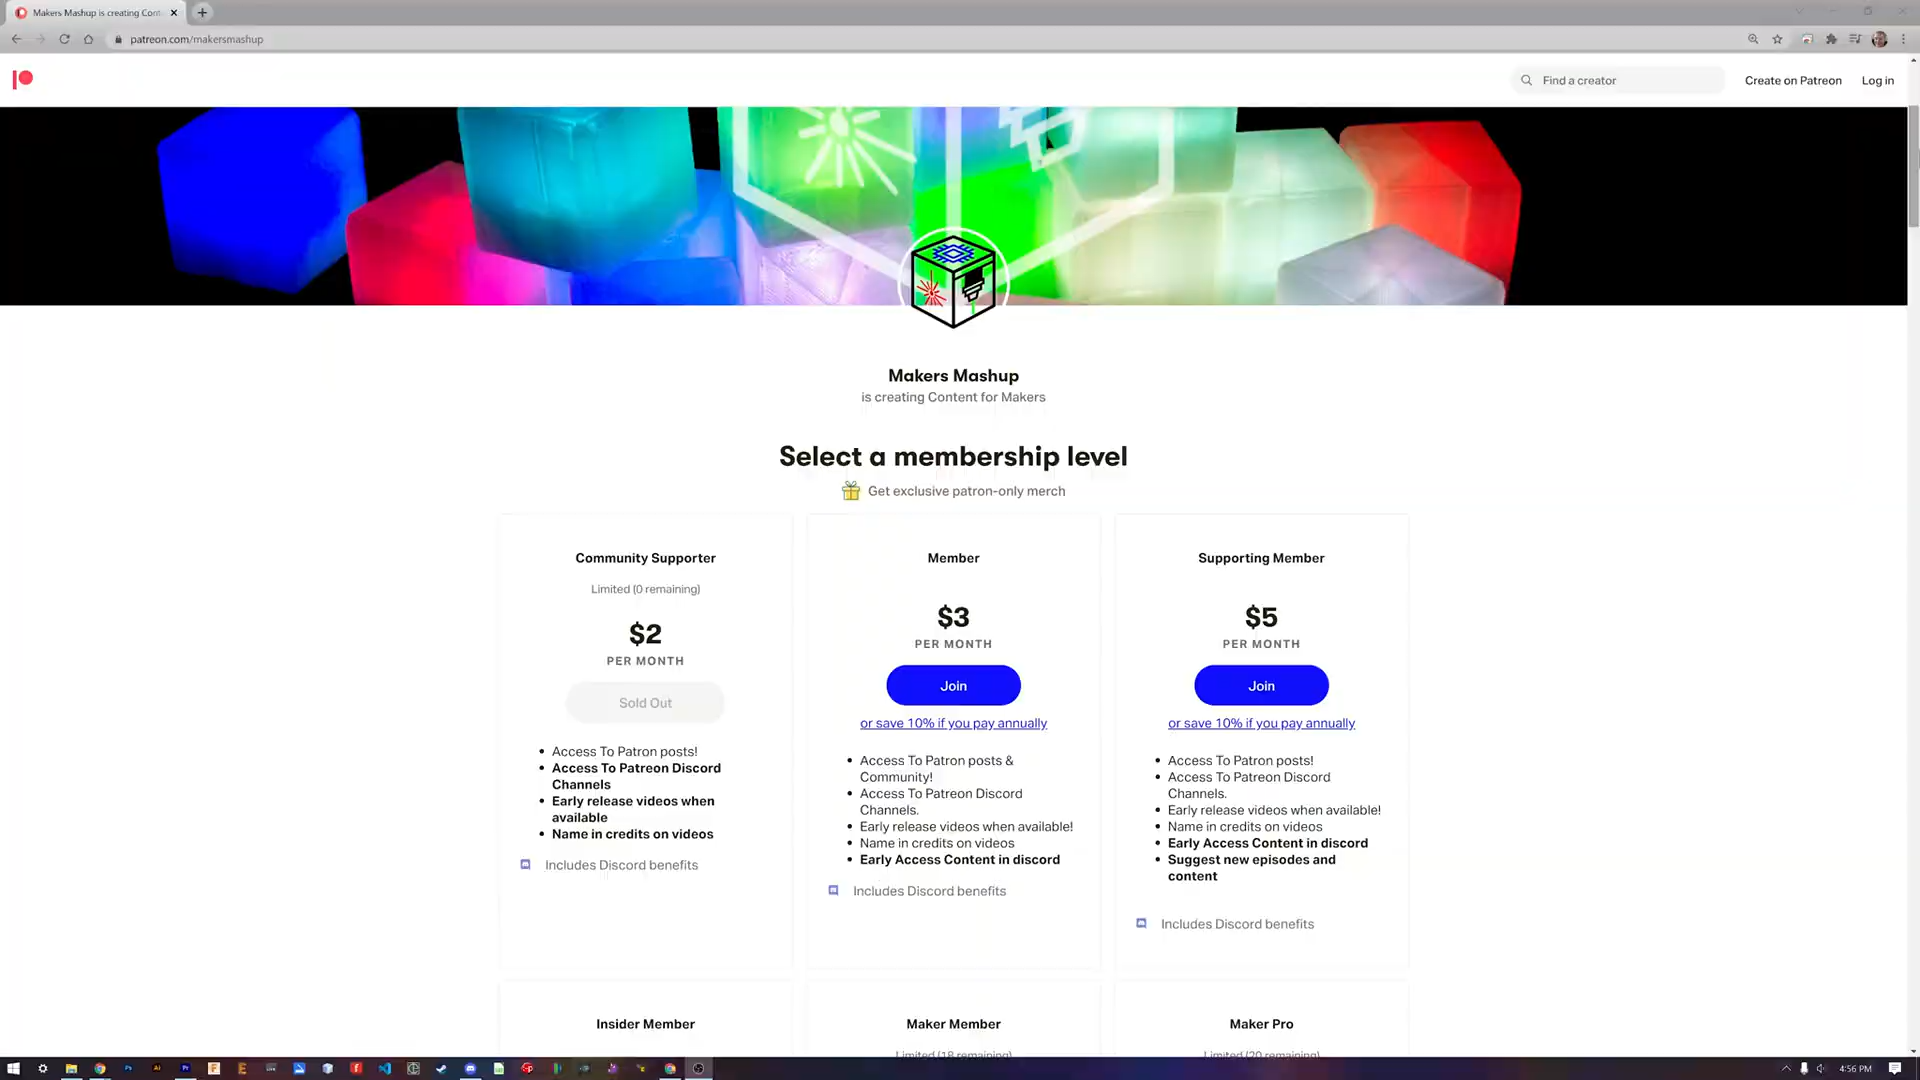 Makers Mashup is creating Cont
patreon.com/makersmashup
Find a creator
Create on Patreon
Log in
Makers Mashup
is creating Content for Makers
Select a membership level
Get exclusive patron-only merch
Community Supporter
Limited (0 remaining)
$2
PER MONTH
Sold Out
• Access To Patron posts!
• Access To Patreon Discord
Channels
• Early release videos when
available
• Name in credits on videos
Includes Discord benefits
Member
$3
PER MONTH
Join
or save 10% if you pay annually
• Access To Patron posts &
Community!
• Access To Patreon Discord
Channels.
• Early release videos when available!
• Name in credits on videos
• Early Access Content in discord
Includes Discord benefits
Supporting Member
$5
PER MONTH
Join
or save 10% if you pay annually
• Access To Patron posts!
• Access To Patreon Discord
Channels.
• Early release videos when available!
• Name in credits on videos
• Early Access Content in discord
• Suggest new episodes and
content
Includes Discord benefits
Insider Member
Maker Member
Limited (18 remaining)
Maker Pro
Limited (20 remaining)
4:56 PM